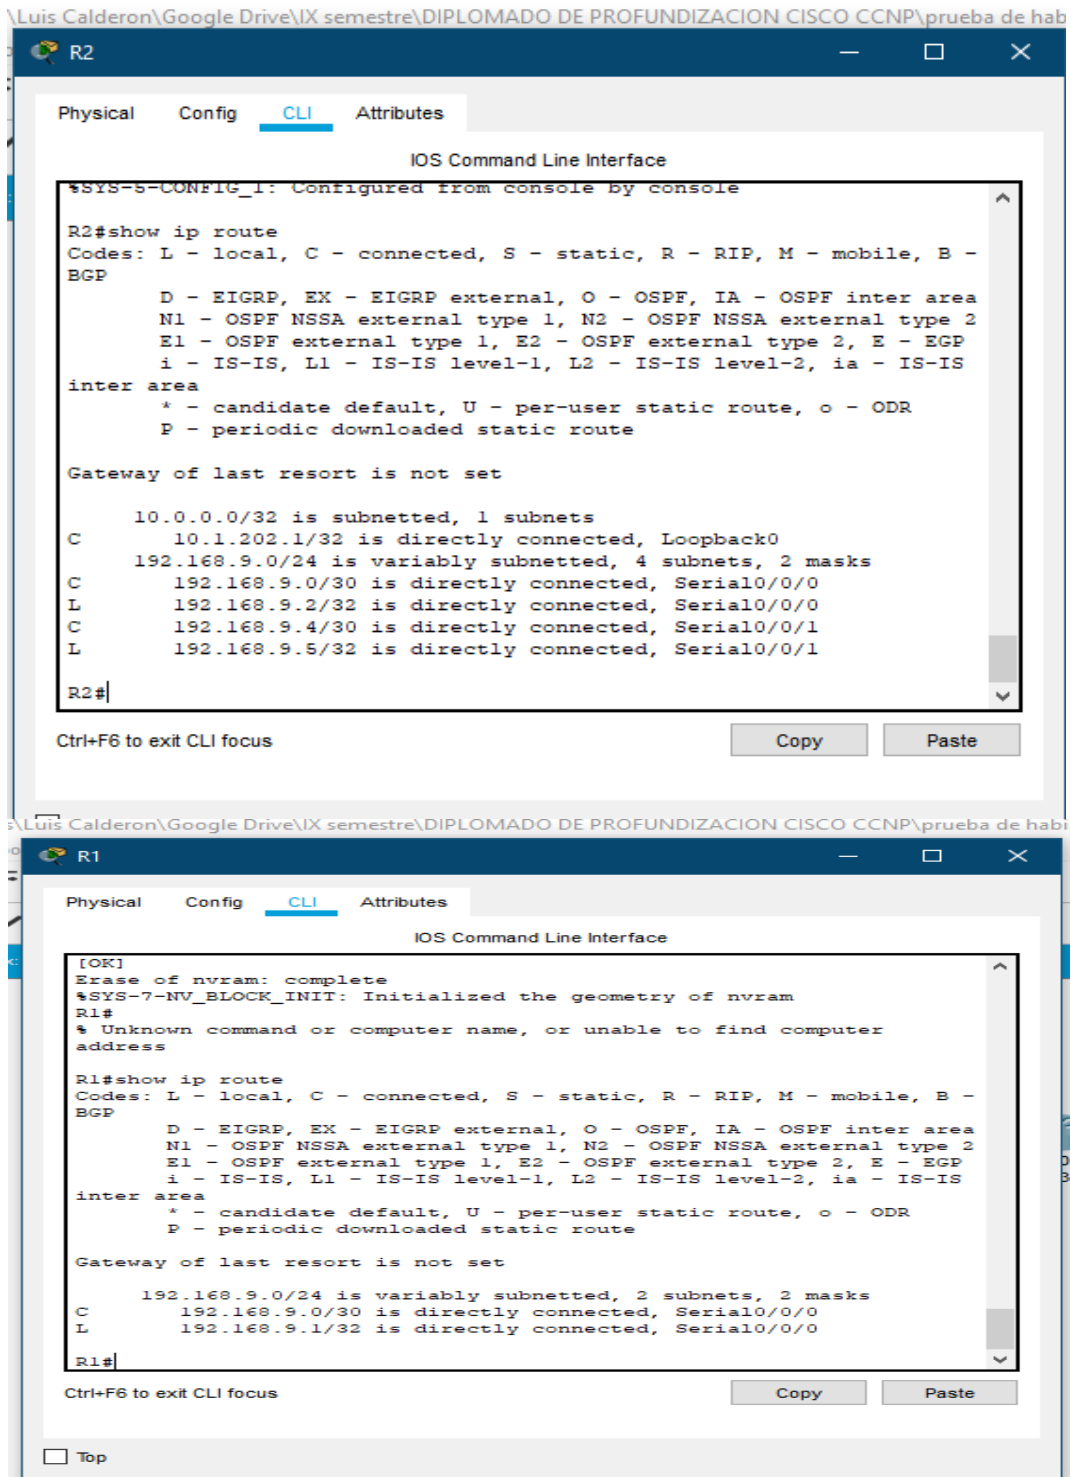 \Luis Calderon\Google Drive\IX semestre\DIPLOMADO DE PROFUNDIZACION CISCO CCNP\prueba de hab
R2
Physical Config CLI Attributes
IOS Command Line Interface
%SYS-5-CONFIG_I: Configured from console by console
R2#show ip route
Codes: L - local, C - connected, S - static, R - RIP, M - mobile, B -
BGP
D - EIGRP, EX - EIGRP external, O - OSPF, IA - OSPF inter area
N1 - OSPF NSSA external type 1, N2 - OSPF NSSA external type 2
E1 - OSPF external type 1, E2 - OSPF external type 2, E - EGP
i - IS-IS, L1 - IS-IS level-1, L2 - IS-IS level-2, ia - IS-IS
inter area
* - candidate default, U - per-user static route, o - ODR
P - periodic downloaded static route
Gateway of last resort is not set
10.0.0.0/32 is subnetted, 1 subnets
C 10.1.202.1/32 is directly connected, Loopback0
192.168.9.0/24 is variably subnetted, 4 subnets, 2 masks
C 192.168.9.0/30 is directly connected, Serial0/0/0
L 192.168.9.2/32 is directly connected, Serial0/0/0
C 192.168.9.4/30 is directly connected, Serial0/0/1
L 192.168.9.5/32 is directly connected, Serial0/0/1
R2#
Ctrl+F6 to exit CLI focus Copy Paste
s\Luis Calderon\Google Drive\IX semestre\DIPLOMADO DE PROFUNDIZACION CISCO CCNP\prueba de habi
R1
Physical Config CLI Attributes
IOS Command Line Interface
[OK]
Erase of nvram: complete
%SYS-7-NV_BLOCK_INIT: Initialized the geometry of nvram
R1#
% Unknown command or computer name, or unable to find computer
address
R1#show ip route
Codes: L - local, C - connected, S - static, R - RIP, M - mobile, B -
BGP
D - EIGRP, EX - EIGRP external, O - OSPF, IA - OSPF inter area
N1 - OSPF NSSA external type 1, N2 - OSPF NSSA external type 2
E1 - OSPF external type 1, E2 - OSPF external type 2, E - EGP
i - IS-IS, L1 - IS-IS level-1, L2 - IS-IS level-2, ia - IS-IS
inter area
* - candidate default, U - per-user static route, o - ODR
P - periodic downloaded static route
Gateway of last resort is not set
192.168.9.0/24 is variably subnetted, 2 subnets, 2 masks
C 192.168.9.0/30 is directly connected, Serial0/0/0
L 192.168.9.1/32 is directly connected, Serial0/0/0
R1#
Ctrl+F6 to exit CLI focus Copy Paste
Top